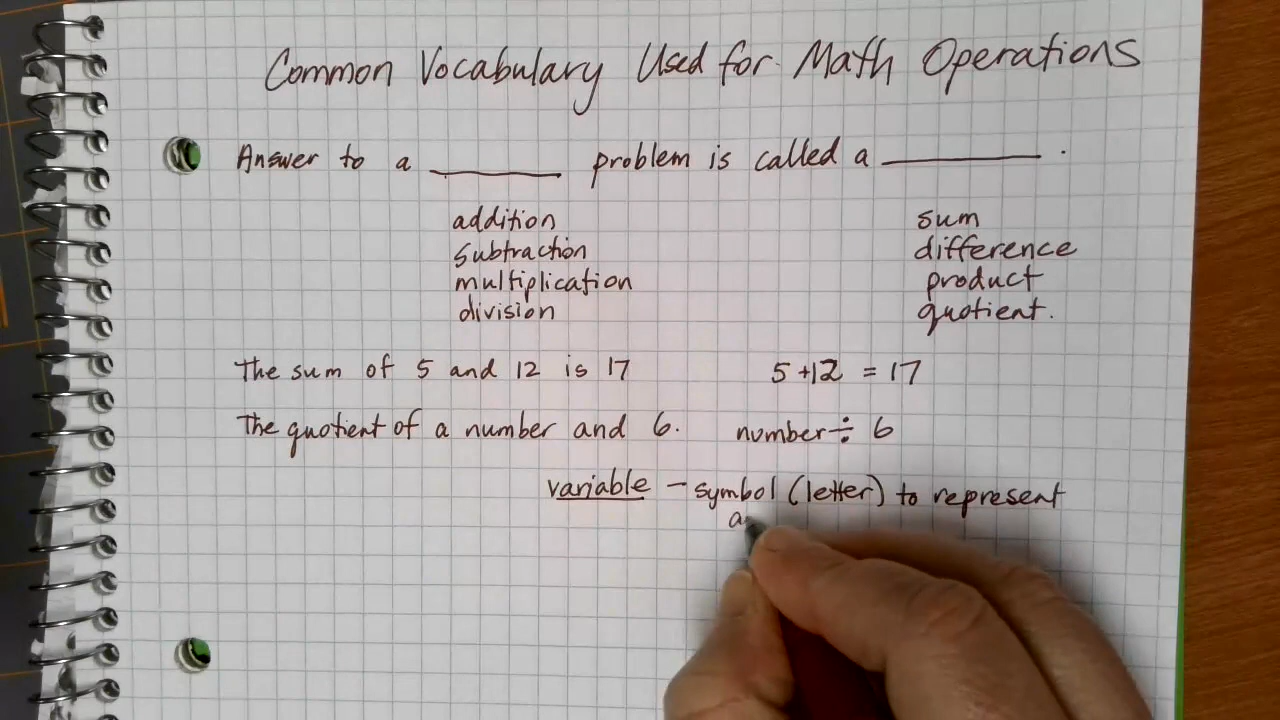 Common Vocabulary Used for Math Operations
Answer to a ________ problem is called a ________ .
addition sum
subtraction difference
multiplication product
division quotient.
The sum of 5 and 12 is 17 5 + 12 = 17
The quotient of a number and 6. number ÷ 6
variable - symbol (letter) to represent
a